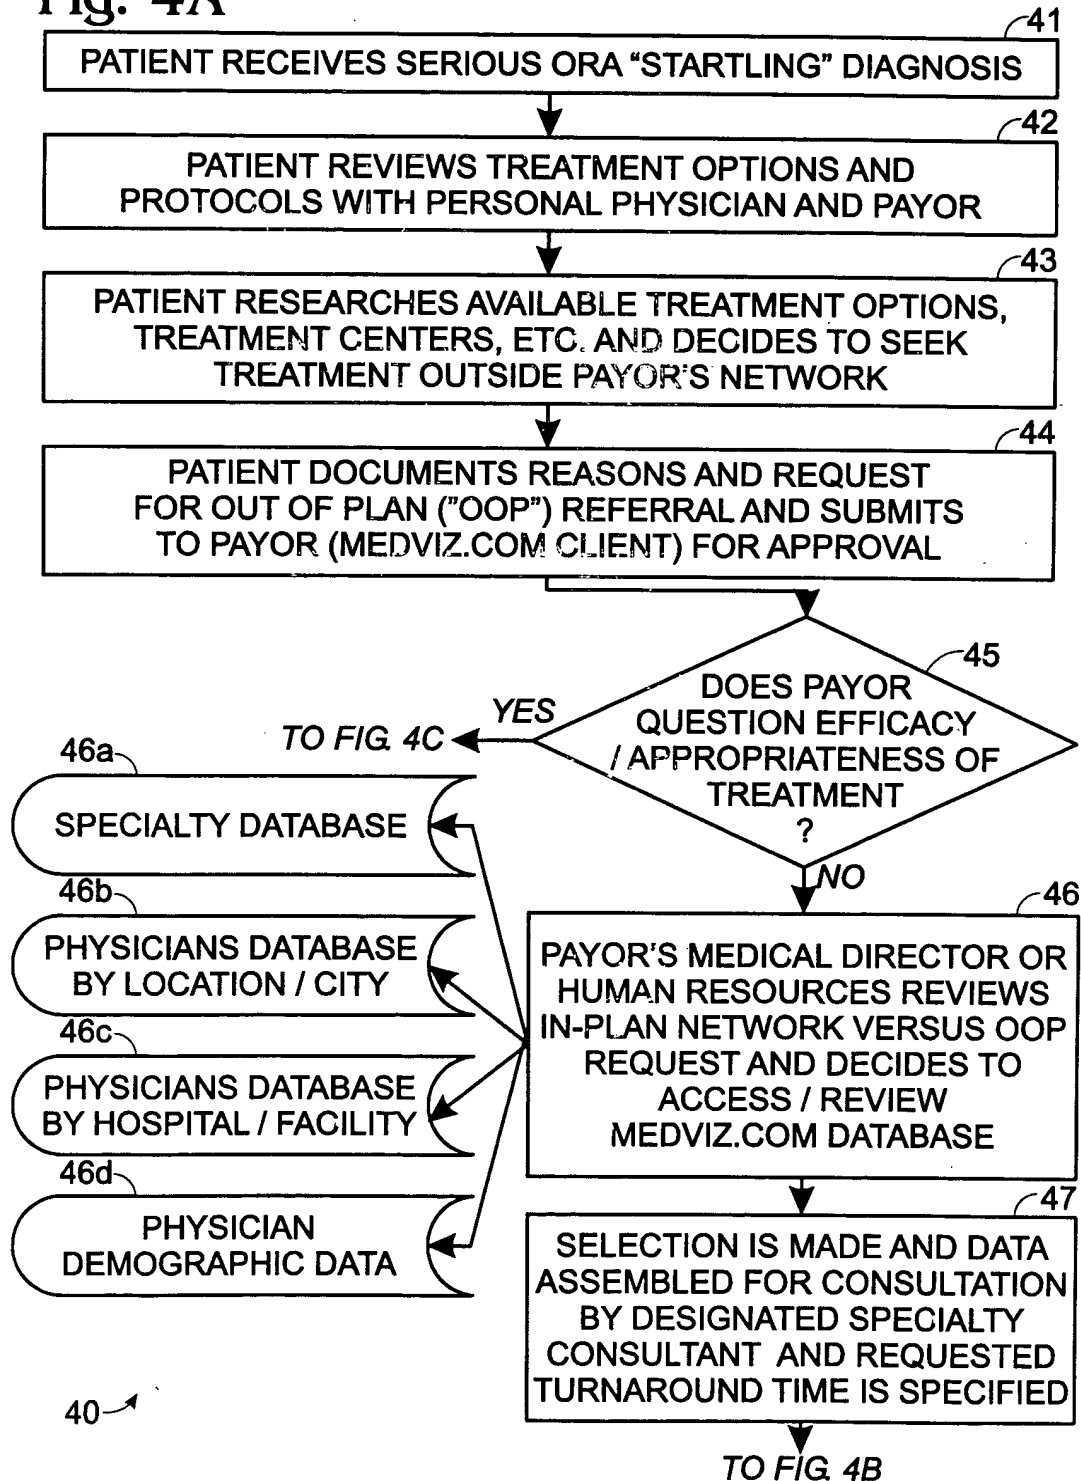 Fig. 4A
41
PATIENT RECEIVES SERIOUS ORA “STARTLING” DIAGNOSIS
42
PATIENT REVIEWS TREATMENT OPTIONS AND
PROTOCOLS WITH PERSONAL PHYSICIAN AND PAYOR
43
PATIENT RESEARCHES AVAILABLE TREATMENT OPTIONS,
TREATMENT CENTERS, ETC. AND DECIDES TO SEEK
TREATMENT OUTSIDE PAYOR'S NETWORK
44
PATIENT DOCUMENTS REASONS AND REQUEST
FOR OUT OF PLAN (”OOP”) REFERRAL AND SUBMITS
TO PAYOR (MEDVIZ.COM CLIENT) FOR APPROVAL
45
DOES PAYOR
QUESTION EFFICACY
/ APPROPRIATENESS OF
TREATMENT
?
YES
TO FIG. 4C
NO
46
PAYOR'S MEDICAL DIRECTOR OR
HUMAN RESOURCES REVIEWS
IN-PLAN NETWORK VERSUS OOP
REQUEST AND DECIDES TO
ACCESS / REVIEW
MEDVIZ.COM DATABASE
46a
SPECIALTY DATABASE
46b
PHYSICIANS DATABASE
BY LOCATION / CITY
46c
PHYSICIANS DATABASE
BY HOSPITAL / FACILITY
46d
PHYSICIAN
DEMOGRAPHIC DATA
47
SELECTION IS MADE AND DATA
ASSEMBLED FOR CONSULTATION
BY DESIGNATED SPECIALTY
CONSULTANT AND REQUESTED
TURNAROUND TIME IS SPECIFIED
40
TO FIG. 4B